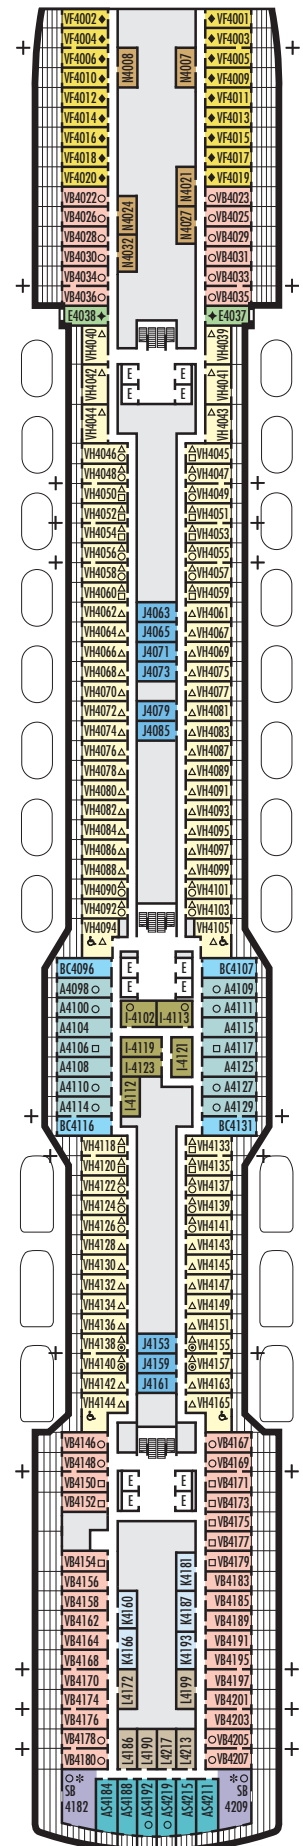 VF4002 VF4001
VF4004 VF4003
VF4006 N4008 N4007 VF4005
VF4010 VF4009
VF4012 VF4011
VF4014 VF4013
VF4016 VF4015
VF4018 VF4017
VF4020 N4021 VF4019
VB4022 N4024 VB4023
VB4026 N4027 VB4025
VB4028 N4032 VB4029
VB4030 VB4031
VB4034 VB4033
VB4036 VB4035
E4038 E4037
VH4040 VH4039
VH4042 E E VH4041
E E
VH4044 VH4043
VH4046 VH4045
VH4048 VH4047
VH4050 VH4049
VH4052 VH4051
VH4054 VH4053
VH4056 VH4055
VH4058 VH4057
VH4060 VH4059
VH4062 J4063 VH4061
VH4064 J4065 VH4067
VH4066 J4071 VH4069
VH4068 J4073 VH4075
VH4070 VH4077
VH4072 J4079 VH4081
VH4074 J4085 VH4083
VH4076 VH4087
VH4078 VH4089
VH4080 VH4091
VH4082 VH4093
VH4084 VH4095
VH4086 VH4097
VH4088 VH4099
VH4090 VH4101
VH4092 VH4103
VH4094 VH4105
BC4096 E E BC4107
A4098 E E A4109
A4100 I-4102 I-4113 A4111
A4104 A4115
A4106 I-4119 I-4121 A4117
A4108 I-4123 A4125
A4110 I-4112 A4127
A4114 A4129
BC4116 BC4131
VH4118 VH4133
VH4120 VH4135
VH4122 VH4137
VH4124 VH4139
VH4126 VH4141
VH4128 VH4143
VH4130 VH4145
VH4132 VH4147
VH4134 VH4149
VH4136 VH4151
VH4138 J4153 VH4155
VH4140 J4159 VH4157
VH4142 J4161 VH4163
VH4144 VH4165
VB4146 VB4167
VB4148 E E VB4169
VB4150 E E VB4171
VB4152 VB4173
VB4175
VB4177
VB4154 K4181 VB4179
VB4156 VB4183
VB4158 K4160 K4187 VB4185
VB4162 VB4189
VB4164 K4166 K4193 VB4191
VB4168 VB4195
VB4170 L4172 L4199 VB4197
VB4174 VB4201
VB4176 VB4203
VB4178 L4186 L4190 L4217 L4213 VB4205
VB4180 VB4207
SB SB
4182 AS4184 AS4188 AS4192 AS4219 AS4215 AS4211 4209